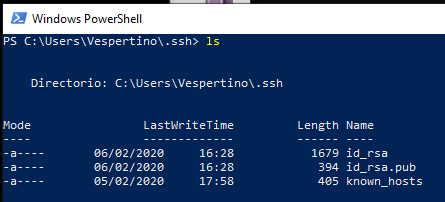 Windows PowerShell
PS C:\Users\Vespertino\.ssh> ls
Directorio: C:\Users\Vespertino\.ssh
Mode LastWriteTime Length Name
---- ------------- ------ ----
-a---- 06/02/2020 16:28 1679 id_rsa
-a---- 06/02/2020 16:28 394 id_rsa.pub
-a---- 05/02/2020 17:58 405 known_hosts